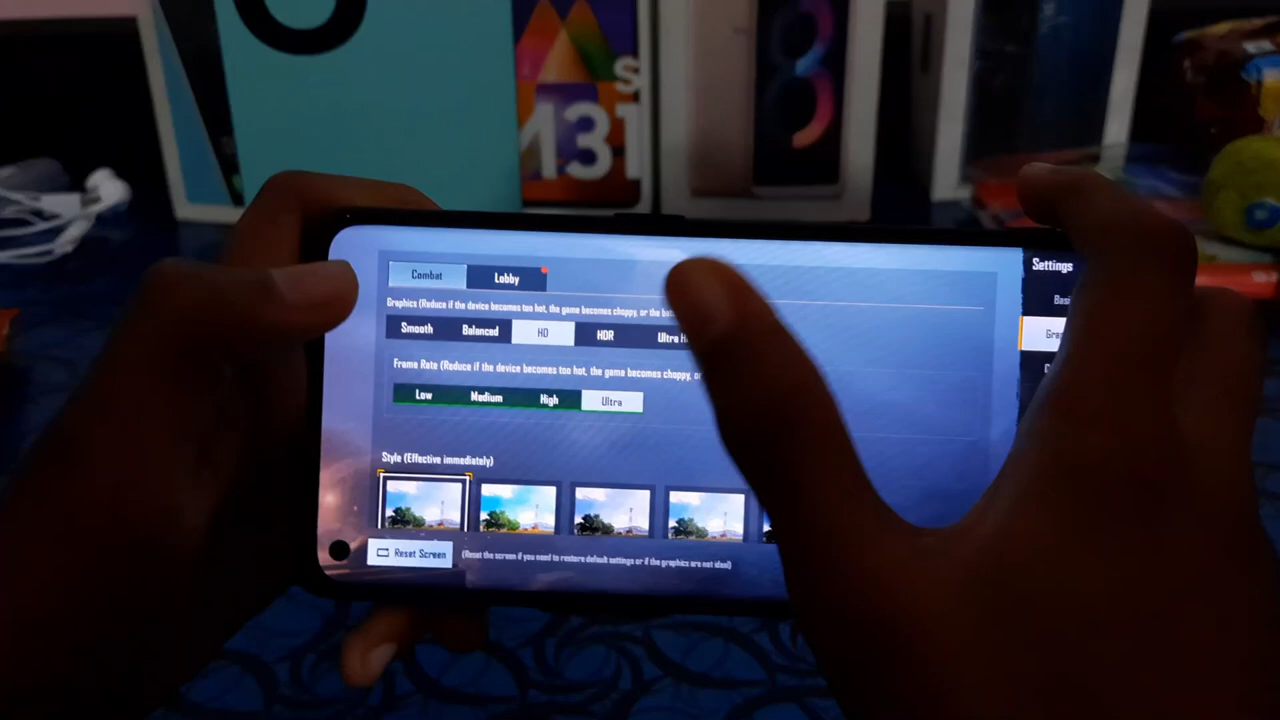 S
M31
8
Settings
Combat
Lobby
Graphics (Reduce if the device becomes too hot, the game becomes choppy, or the
Smooth
Balanced
HD
HDR
Ultra
Frame Rate (Reduce if the device becomes too hot, the game becomes choppy,
Low
Medium
High
Ultra
Style (Effective immediately)
Reset Screen
(Reset the screen if you need to restore default settings or if the graphics are not ideal)